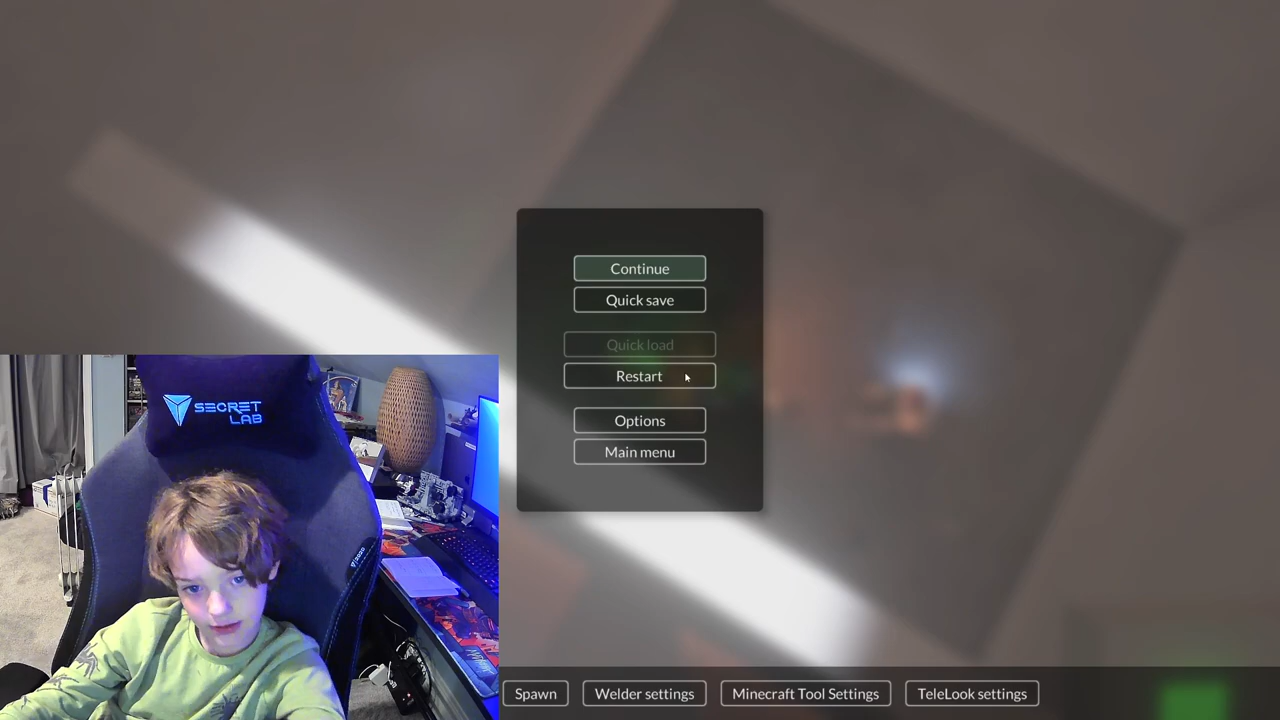 Continue
Quick save
Quick load
Restart
Options
Main menu
SECRET
LAB
Spawn
Welder settings
Minecraft Tool Settings
TeleLook settings